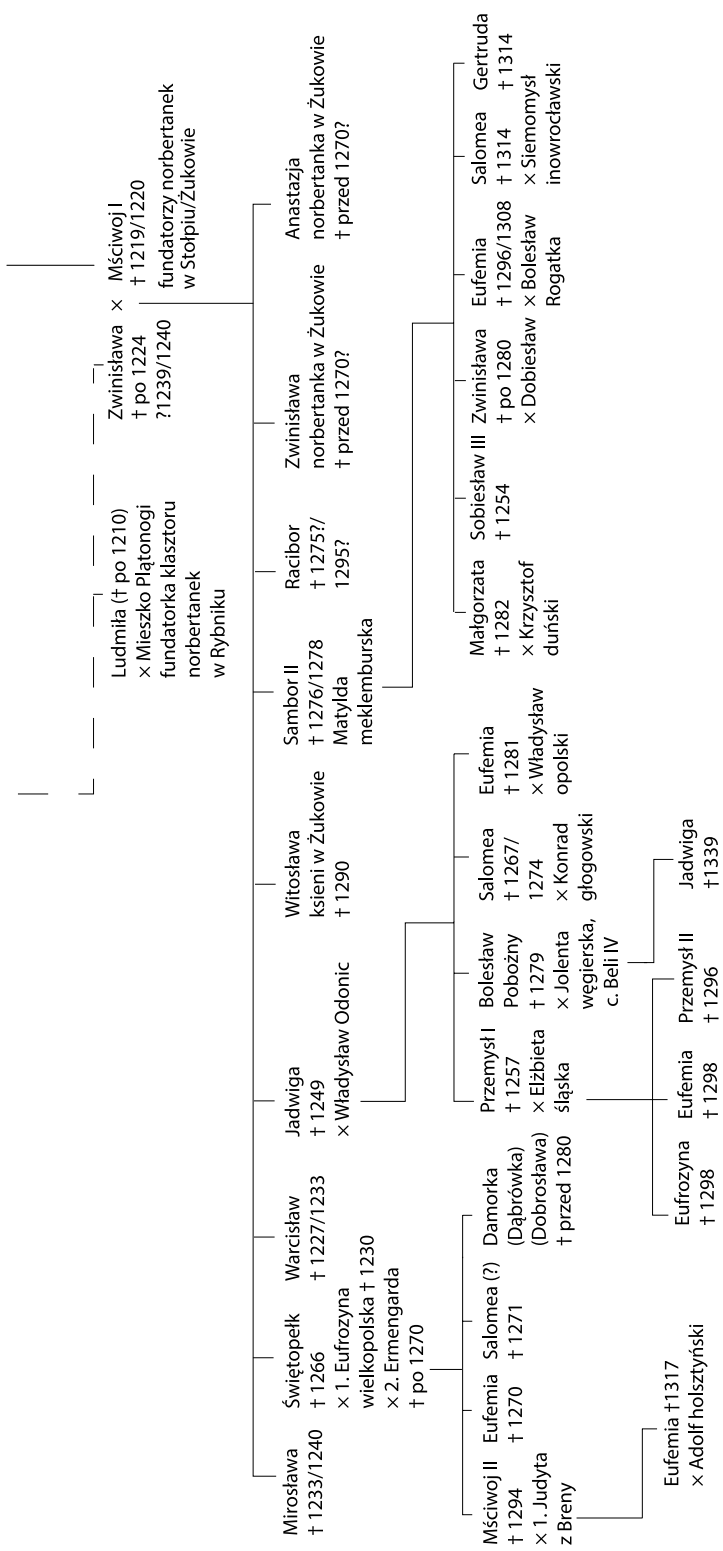 Ludmiła († po 1210)
× Mieszko Plątonogi
fundatorka klasztoru
norbertanek
w Rybniku
Zwinisława
† po 1224
?1239/1240
×
Mściwoj I
† 1219/1220
fundatorzy norbertanek
w Stołpiu/Żukowie
Mirosława
† 1233/1240
Świętopełk
† 1266
× 1. Eufrozyna
wielkopolska † 1230
× 2. Ermengarda
† po 1270
Warcisław
† 1227/1233
Jadwiga
† 1249
× Władysław Odonic
Witosława
ksieni w Żukowie
† 1290
Sambor II
† 1276/1278
Matylda
meklemburska
Racibor
† 1275?/
1295?
Zwinisława
norbertanka w Żukowie
† przed 1270?
Anastazja
norbertanka w Żukowie
† przed 1270?
Mściwoj II
† 1294
× 1. Judyta
z Breny
Eufemia
† 1270
Salomea (?)
† 1271
Damorka
(Dąbrówka)
(Dobrosława)
† przed 1280
Przemysł I
† 1257
× Elżbieta
śląska
Bolesław
Pobożny
† 1279
× Jolenta
węgierska,
c. Beli IV
Salomea
† 1267/
1274
× Konrad
głogowski
Eufemia
† 1281
× Władysław
opolski
Małgorzata
† 1282
× Krzysztof
duński
Sobiesław III
† 1254
Zwinisława
† po 1280
× Dobiesław
Eufemia
† 1296/1308
× Bolesław
Rogatka
Salomea
† 1314
× Siemomysł
inowrocławski
Gertruda
† 1314
Eufemia †1317
× Adolf holsztyński
Eufrozyna
† 1298
Eufemia
† 1298
Przemysł II
† 1296
Jadwiga
†1339